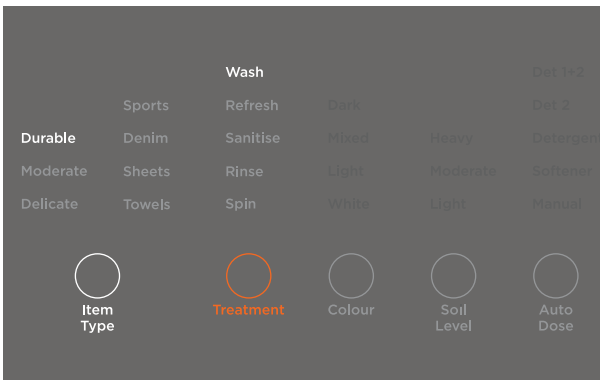 Wash Det 1+2
Sports Refresh Dark Det 2
Durable Denim Sanitise Mixed Heavy Detergent
Moderate Sheets Rinse Light Moderate Softener
Delicate Towels Spin White Light Manual
Item Type Treatment Colour Soil Level Auto Dose